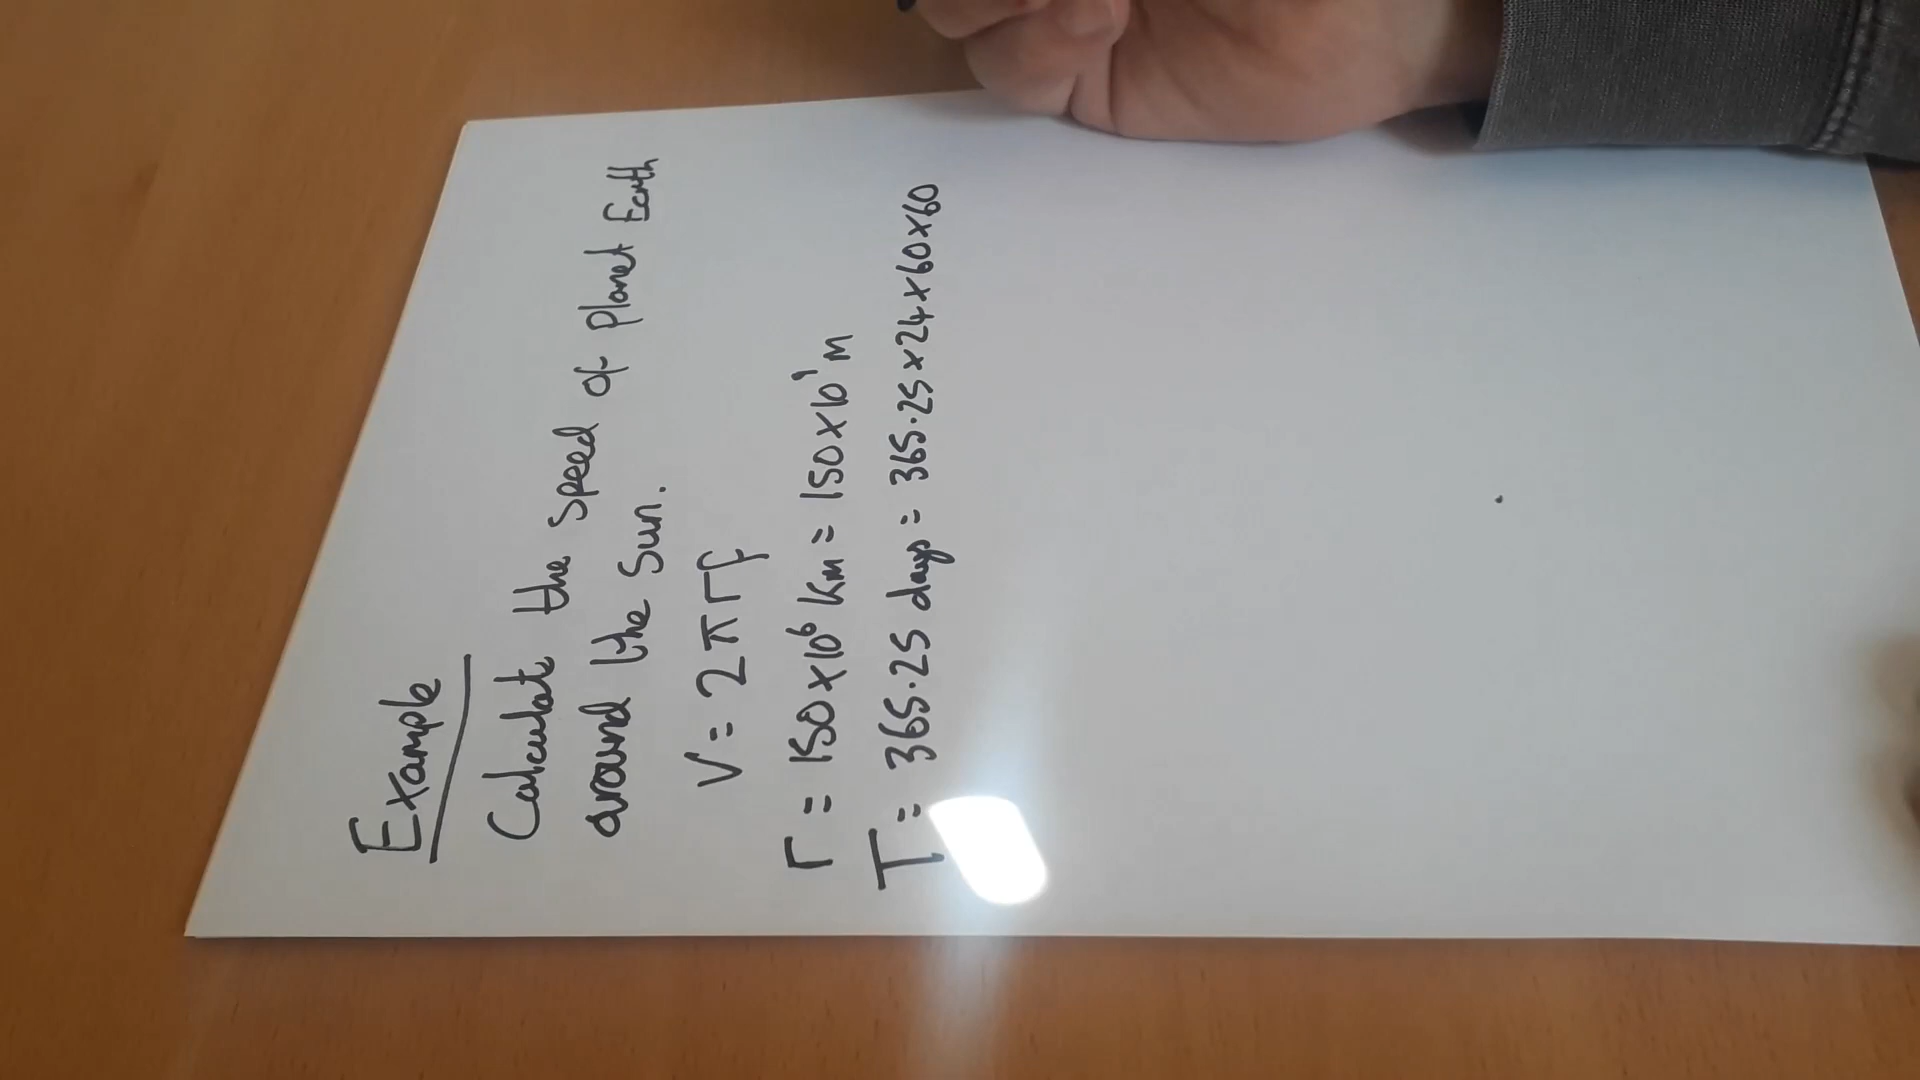 Example
Calculate the speed of planet Earth
around the Sun.
V = 2πrf
r = 150×10⁶ km = 150×10⁹ m
T = 365.25 days = 365.25×24×60×60